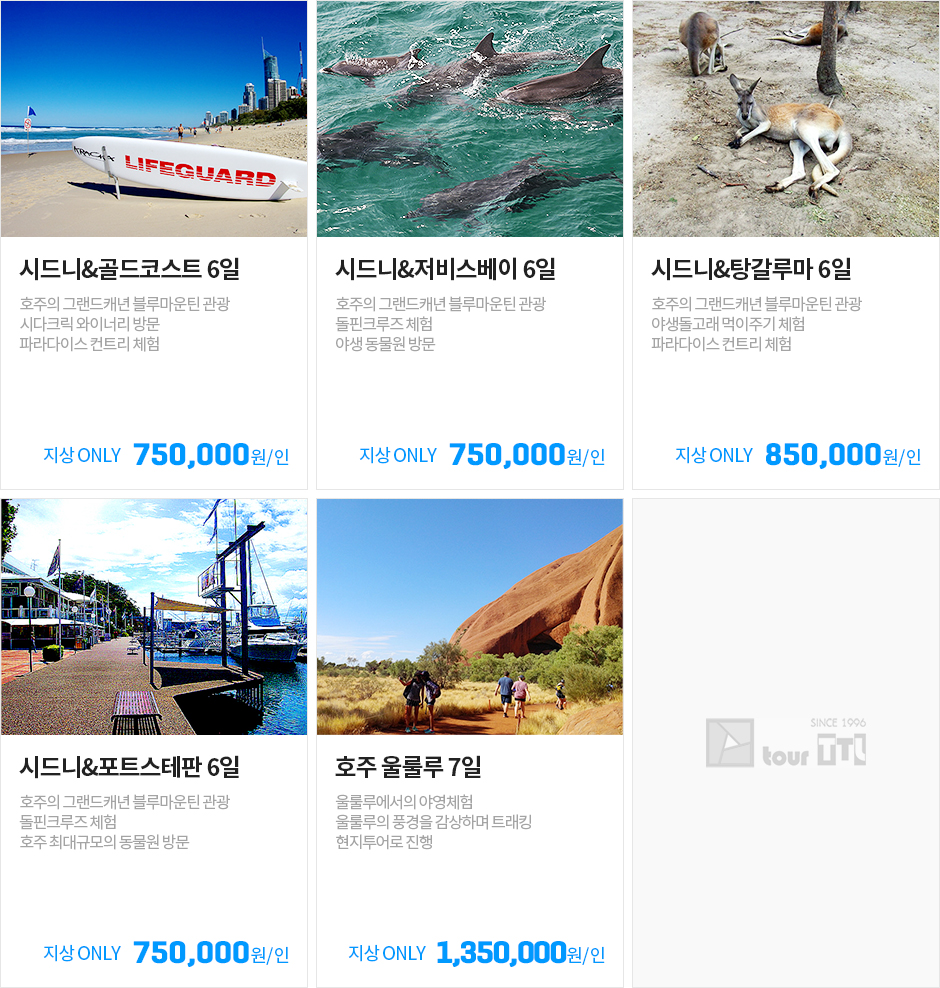 LIFEGUARD
시드니&골드코스트 6일
호주의 그랜드캐년 블루마운틴 관광
시다크릭 와이너리 방문
파라다이스 컨트리 체험
지상 ONLY 750,000원/인
시드니&저비스베이 6일
호주의 그랜드캐년 블루마운틴 관광
돌핀크루즈 체험
야생 동물원 방문
지상 ONLY 750,000원/인
시드니&탕갈루마 6일
호주의 그랜드캐년 블루마운틴 관광
야생돌고래 먹이주기 체험
파라다이스 컨트리 체험
지상 ONLY 850,000원/인
시드니&포트스테판 6일
호주의 그랜드캐년 블루마운틴 관광
돌핀크루즈 체험
호주 최대규모의 동물원 방문
지상 ONLY 750,000원/인
호주 울룰루 7일
울룰루에서의 야영체험
울룰루의 풍경을 감상하며 트래킹
현지투어로 진행
지상 ONLY 1,350,000원/인
SINCE 1996
tour TTL